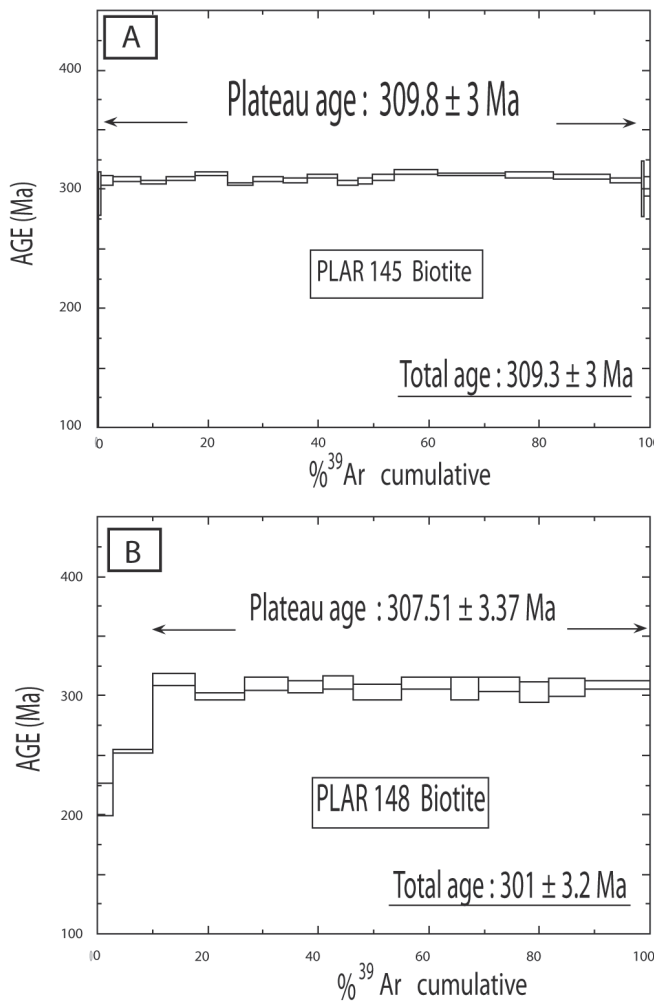 A
400
Plateau age : 309.8 ± 3 Ma
300
AGE (Ma)
PLAR 145 Biotite
200
Total age : 309.3 ± 3 Ma
100
0 20 40 60 80 100
%³⁹Ar cumulative
B
400
Plateau age : 307.51 ± 3.37 Ma
300
AGE (Ma)
PLAR 148 Biotite
200
Total age : 301 ± 3.2 Ma
100
0 20 40 60 80 100
%³⁹Ar cumulative